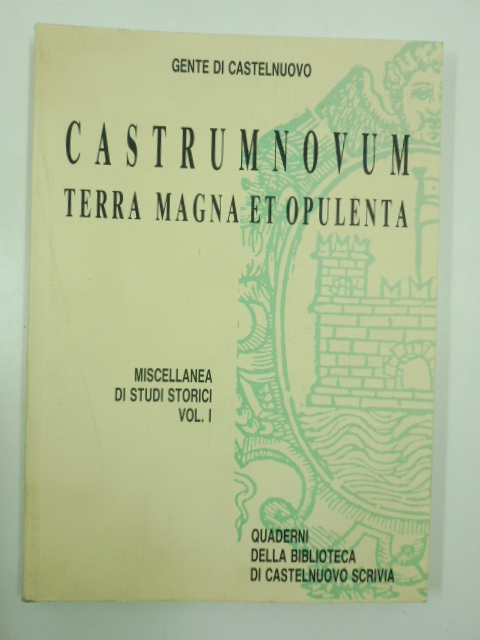 GENTE DI CASTELNUOVO
CASTRUMNOVUM
TERRA MAGNA ET OPULENTA
MISCELLANEA
DI STUDI STORICI
VOL. I
QUADERNI
DELLA BIBLIOTECA
DI CASTELNUOVO SCRIVIA